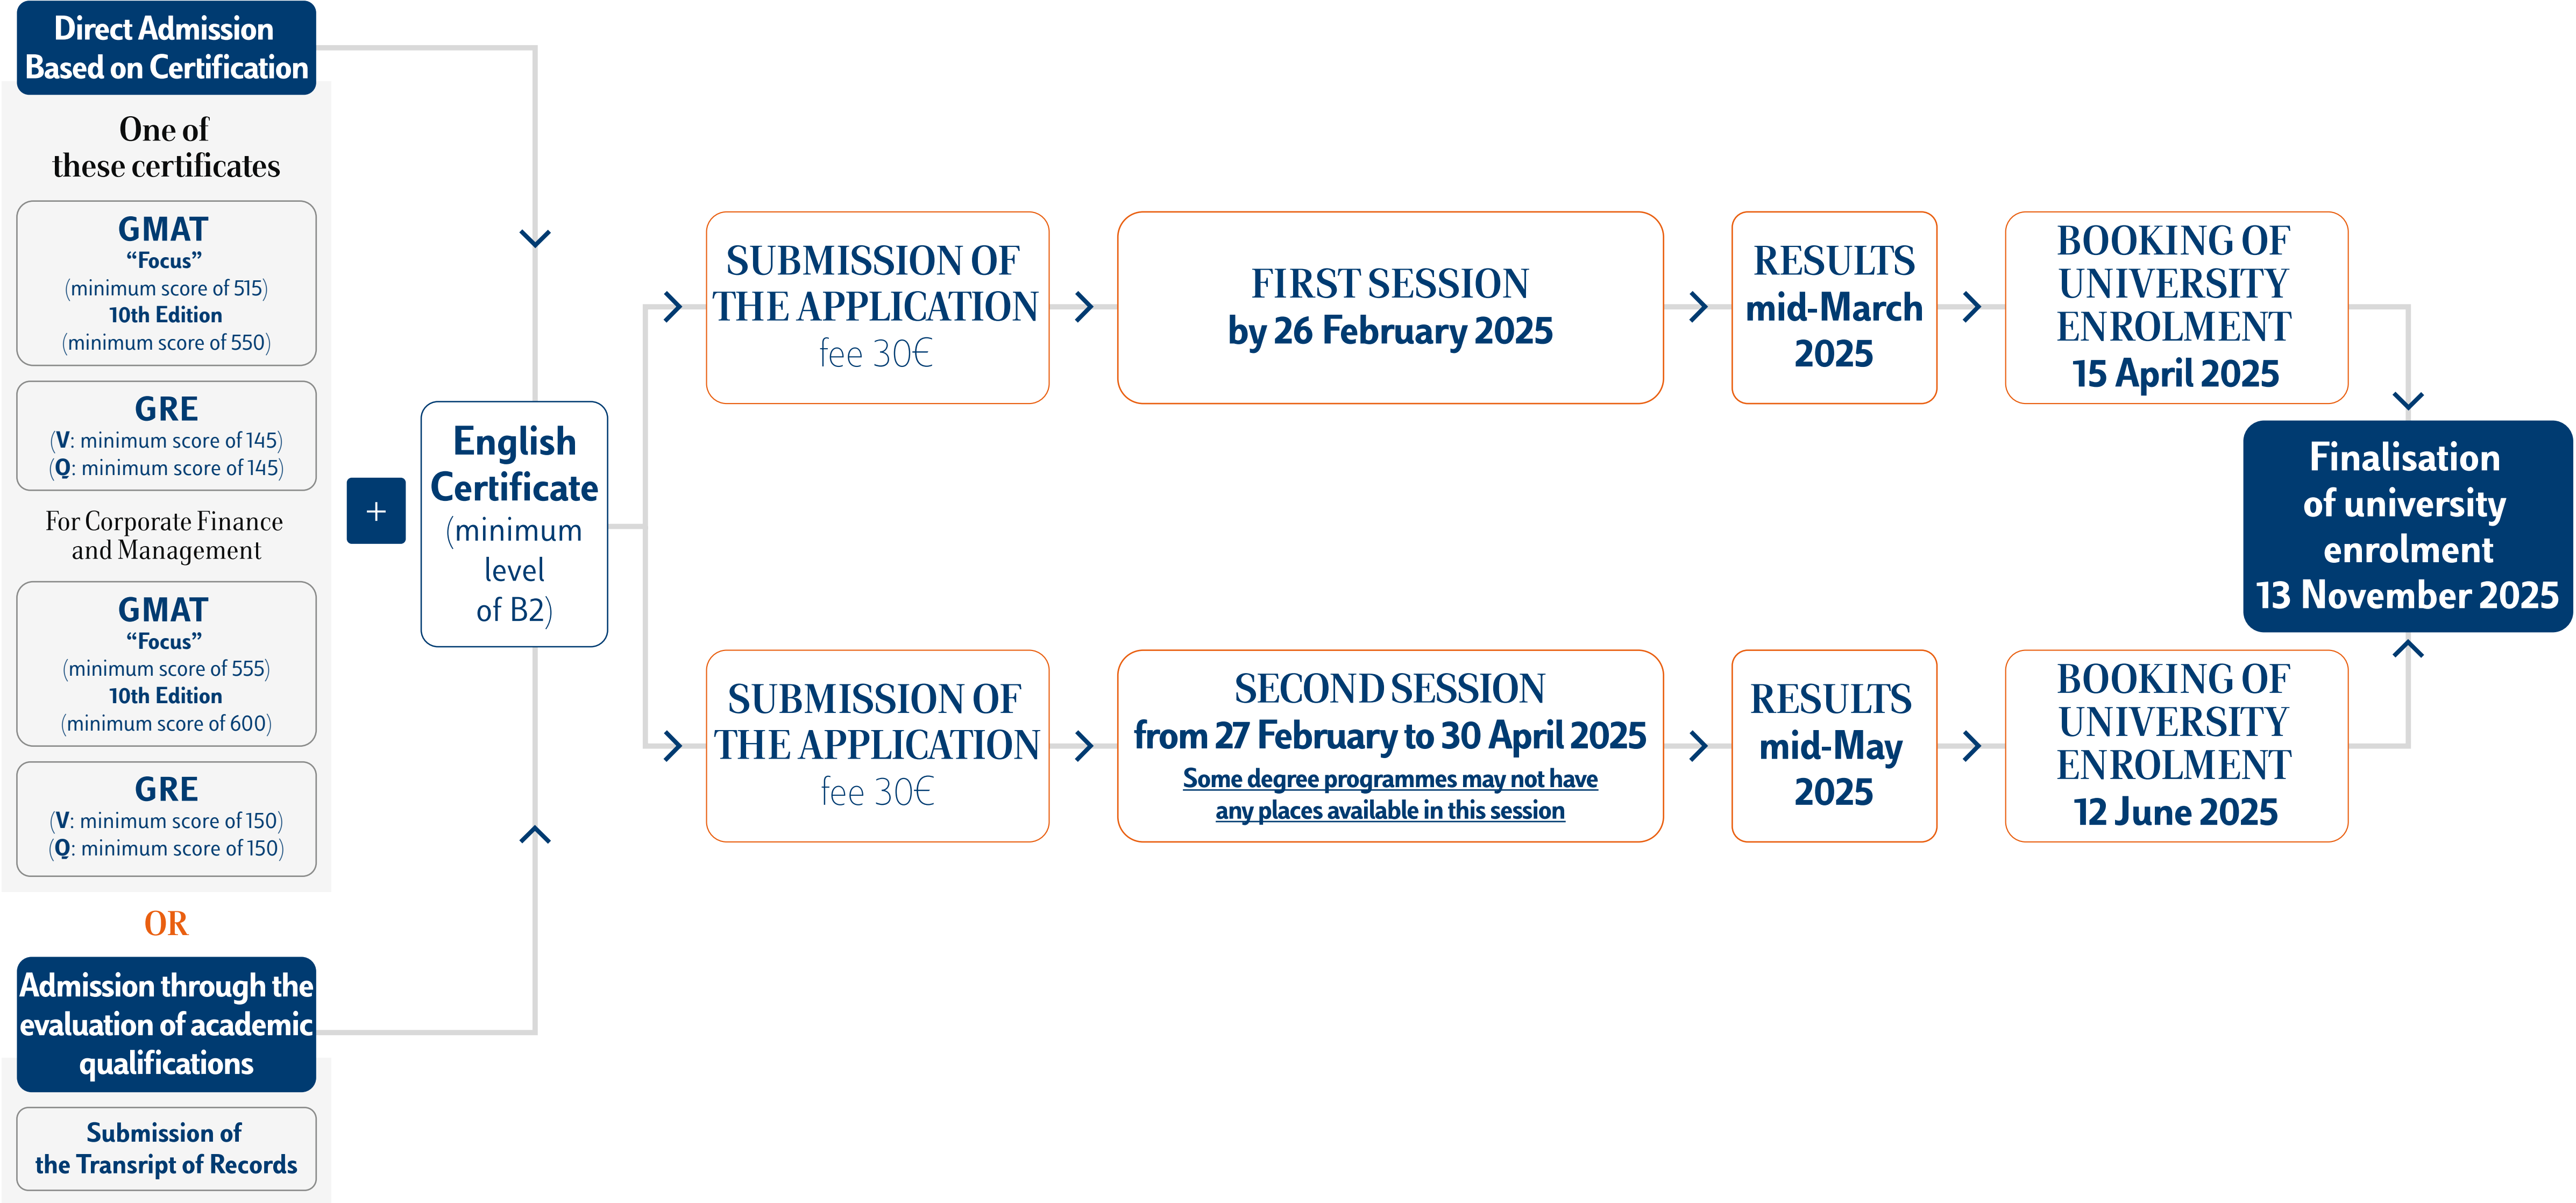 Direct Admission
Based on Certification
One of
these certificates
GMAT
“Focus”
(minimum score of 515)
10th Edition
(minimum score of 550)
GRE
(V: minimum score of 145)
(Q: minimum score of 145)
For Corporate Finance
and Management
GMAT
“Focus”
(minimum score of 555)
10th Edition
(minimum score of 600)
GRE
(V: minimum score of 150)
(Q: minimum score of 150)
OR
Admission through the
evaluation of academic
qualifications
Submission of
the Transript of Records
+
English
Certificate
(minimum
level
of B2)
SUBMISSION OF
THE APPLICATION
fee 30€
FIRST SESSION
by 26 February 2025
RESULTS
mid-March
2025
BOOKING OF
UNIVERSITY
ENROLMENT
15 April 2025
SUBMISSION OF
THE APPLICATION
fee 30€
SECOND SESSION
from 27 February to 30 April 2025
Some degree programmes may not have
any places available in this session
RESULTS
mid-May
2025
BOOKING OF
UNIVERSITY
ENROLMENT
12 June 2025
Finalisation
of university
enrolment
13 November 2025